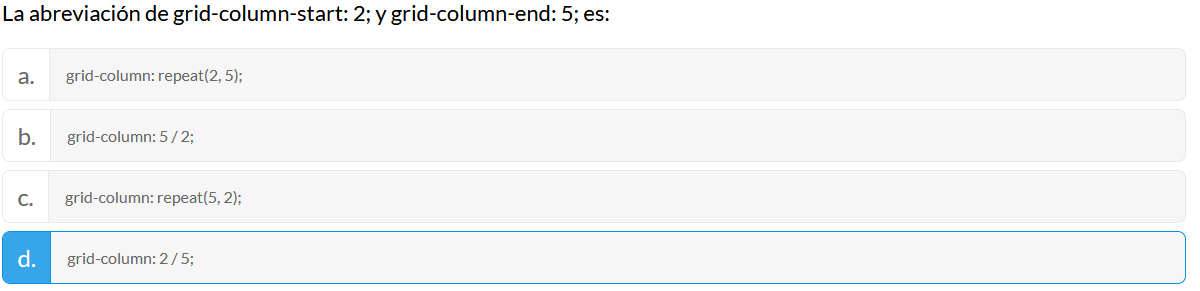 La abreviación de grid-column-start: 2; y grid-column-end: 5; es:
a. grid-column: repeat(2, 5);
b. grid-column: 5 / 2;
c. grid-column: repeat(5, 2);
d. grid-column: 2 / 5;